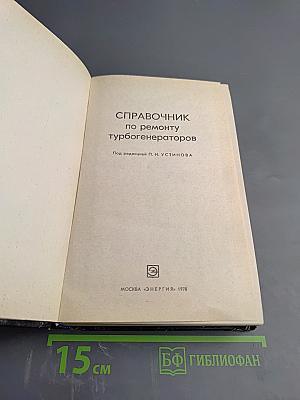 СПРАВОЧНИК
по ремонту
турбогенераторов
Под редакцией П. И. УСТИНОВА
Э
МОСКВА «ЭНЕРГИЯ» 1978
15 см
БФ БИБЛИОФАН